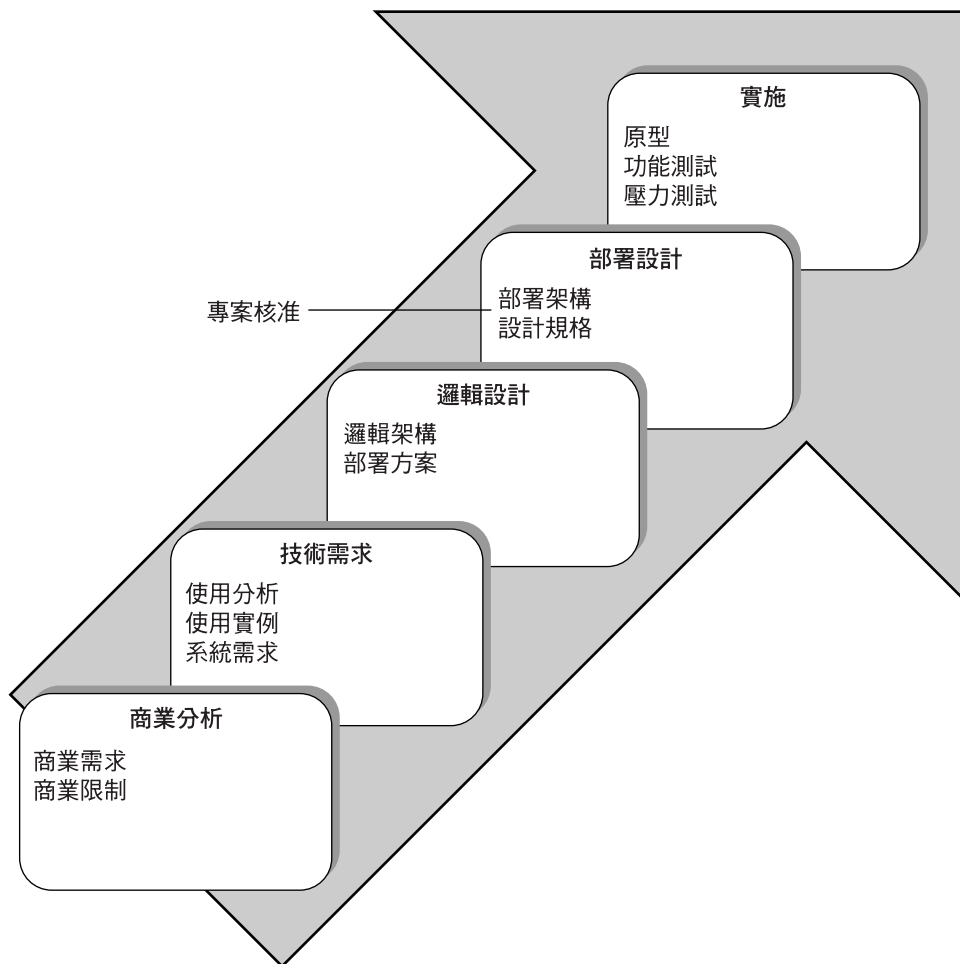 實施
原型
功能測試
壓力測試
部署設計
部署架構
設計規格
專案核准
邏輯設計
邏輯架構
部署方案
技術需求
使用分析
使用實例
系統需求
商業分析
商業需求
商業限制